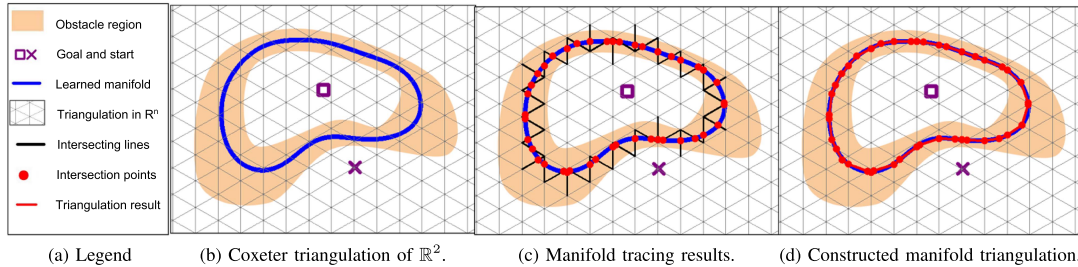 Obstacle region
Goal and start
Learned manifold
Triangulation in Rⁿ
Intersecting lines
Intersection points
Triangulation result
(a) Legend
(b) Coxeter triangulation of ℝ².
(c) Manifold tracing results.
(d) Constructed manifold triangulation.